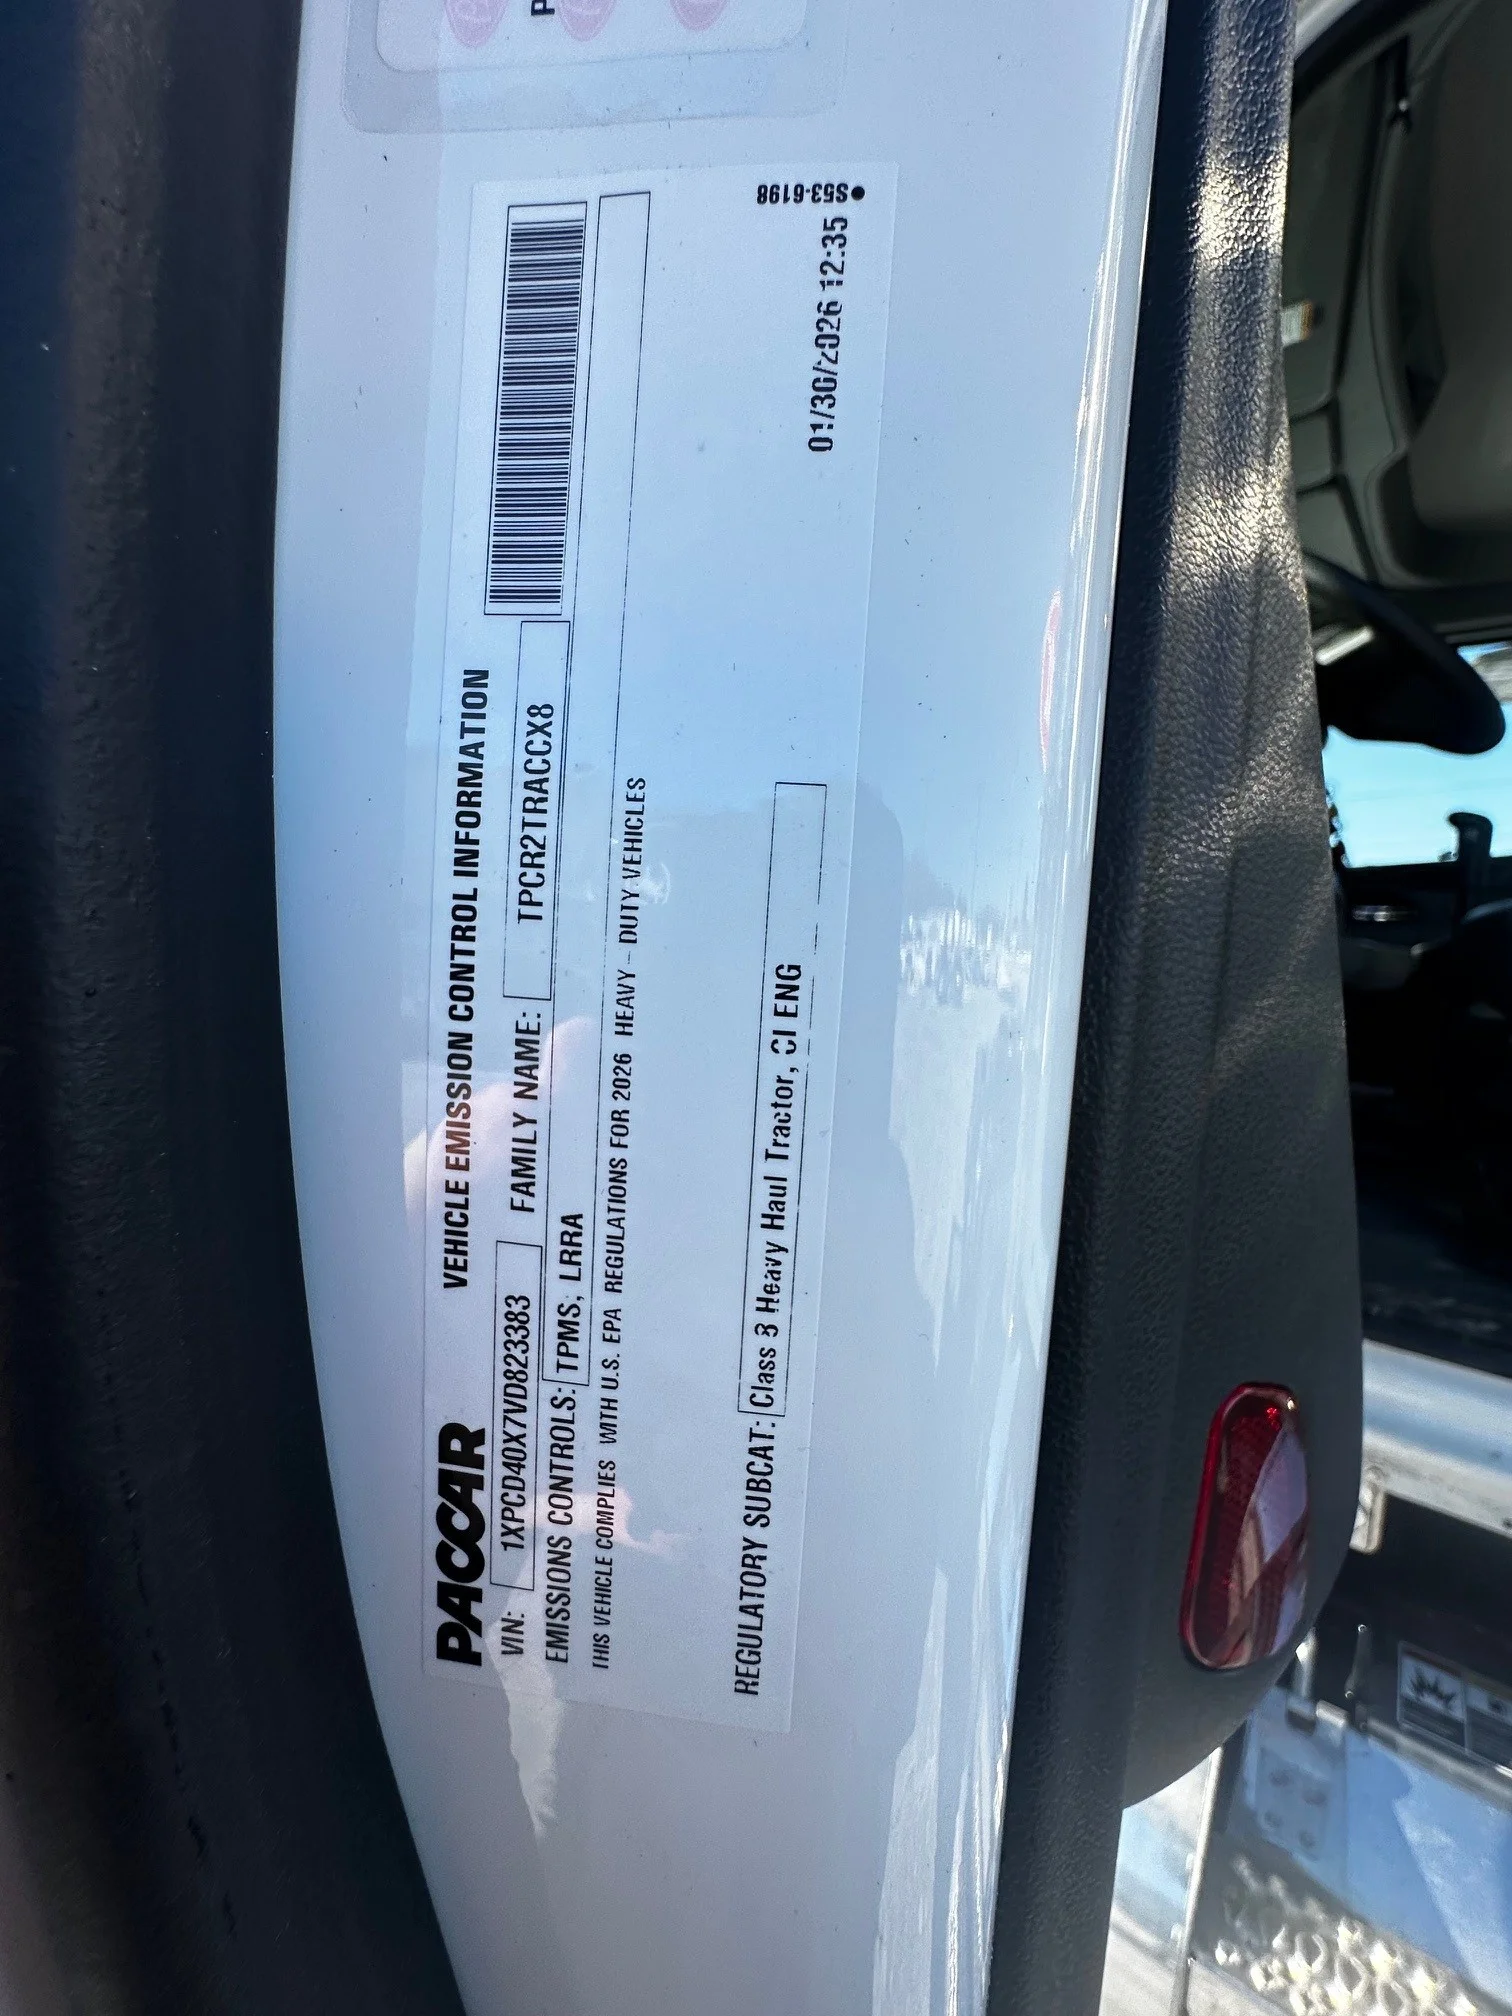 P
PACCAR VEHICLE EMISSION CONTROL INFORMATION
VIN: 1XPCD40X7VD823383 FAMILY NAME: TPCR2TRACCX8
EMISSIONS CONTROLS: TPMS, LRRA
THIS VEHICLE COMPLIES WITH U.S. EPA REGULATIONS FOR 2026 HEAVY - DUTY VEHICLES
REGULATORY SUBCAT: Class 8 Heavy Haul Tractor, CI ENG
01/30/2026 12:35
S53-6198